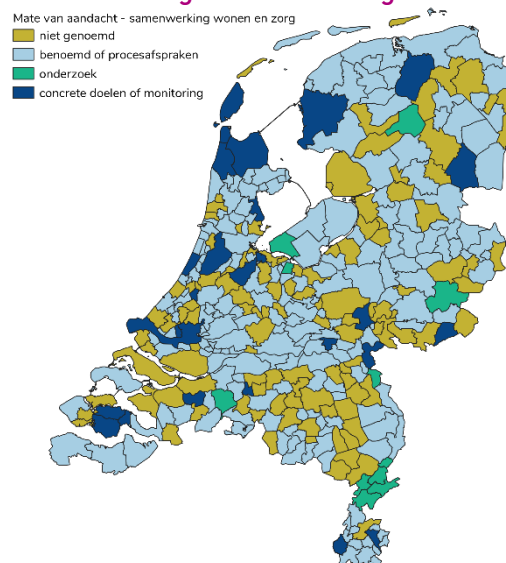 Mate van aandacht - samenwerking wonen en zorg
niet genoemd
benoemd of procesafspraken
onderzoek
concrete doelen of monitoring